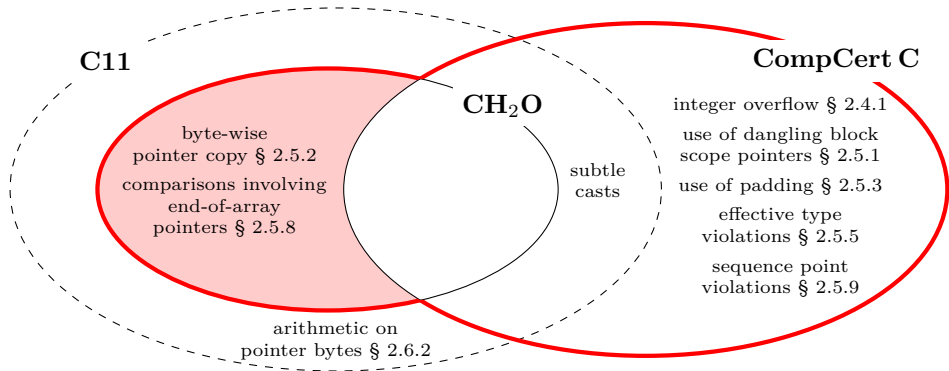 C11
CompCert C
CH₂O
byte-wise
pointer copy § 2.5.2
comparisons involving
end-of-array
pointers § 2.5.8
subtle
casts
integer overflow § 2.4.1
use of dangling block
scope pointers § 2.5.1
use of padding § 2.5.3
effective type
violations § 2.5.5
sequence point
violations § 2.5.9
arithmetic on
pointer bytes § 2.6.2